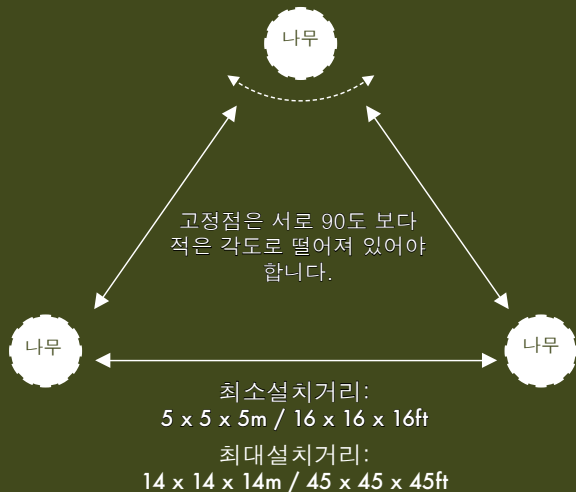 나무
고정점은 서로 90도 보다
적은 각도로 떨어져 있어야
합니다.
나무
나무
최소설치거리:
5 x 5 x 5m / 16 x 16 x 16ft
최대설치거리:
14 x 14 x 14m / 45 x 45 x 45ft